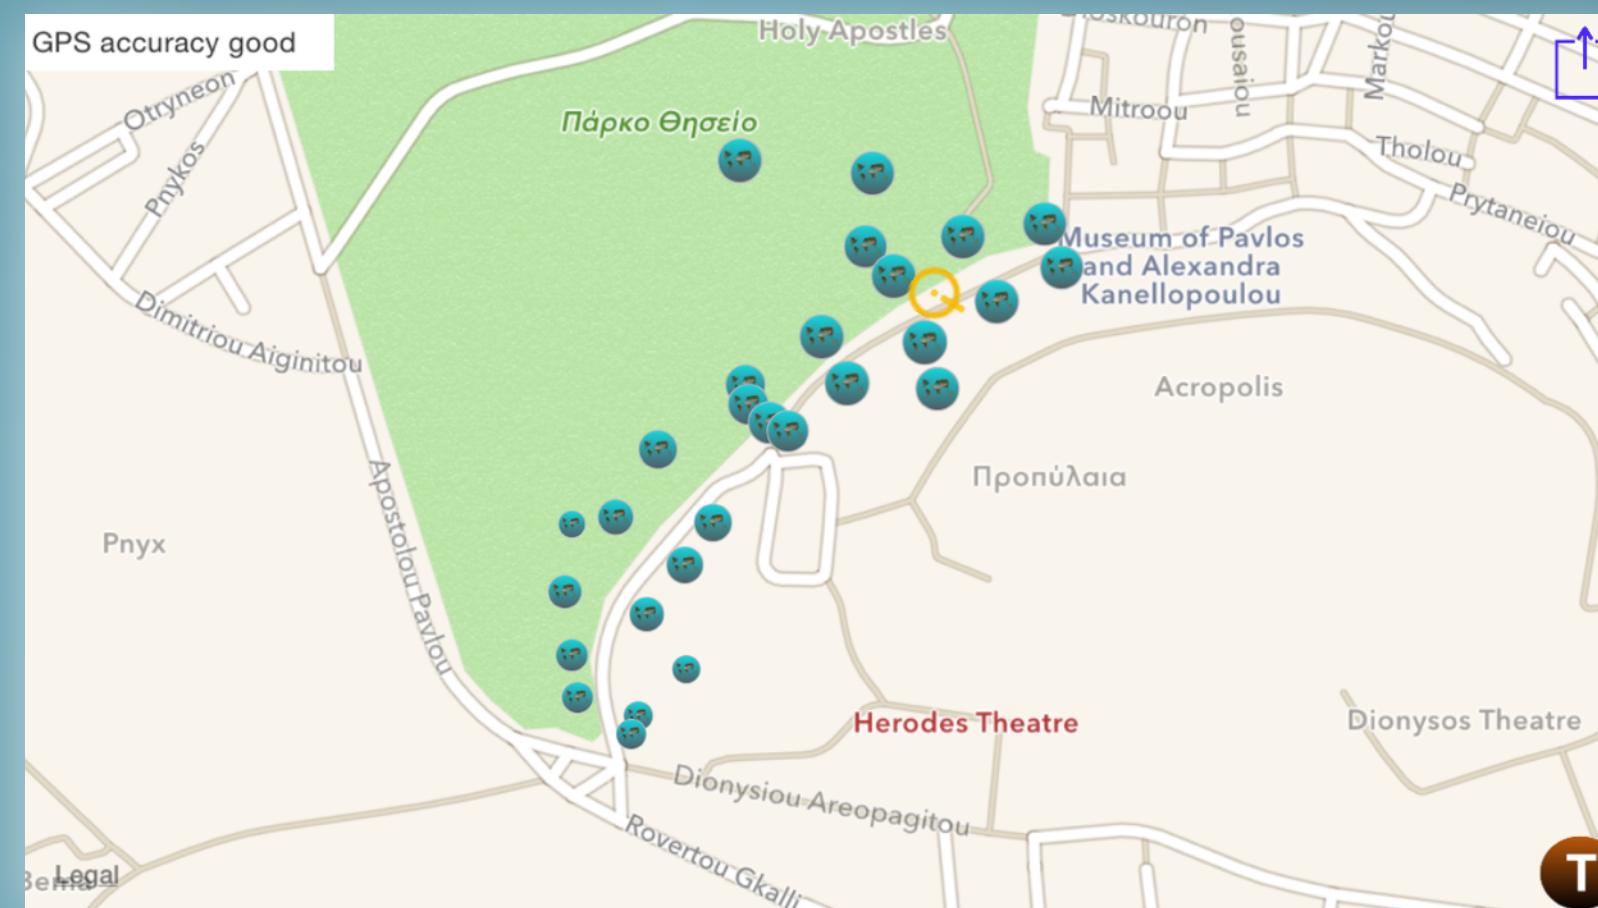 GPS accuracy good
Holy Apostles
Markou
Otryneon
Πάρκο Θησείο
Mitroou
Tholou
Pnykos
Prytaneiou
Museum of Pavlos
and Alexandra
Kanellopoulou
Dimitriou Aiginitou
Acropolis
Προπύλαια
Apostolou Pavlou
Pnyx
Herodes Theatre
Dionysos Theatre
Dionysiou Areopagitou
Rovertou Gkalli
Legal
T